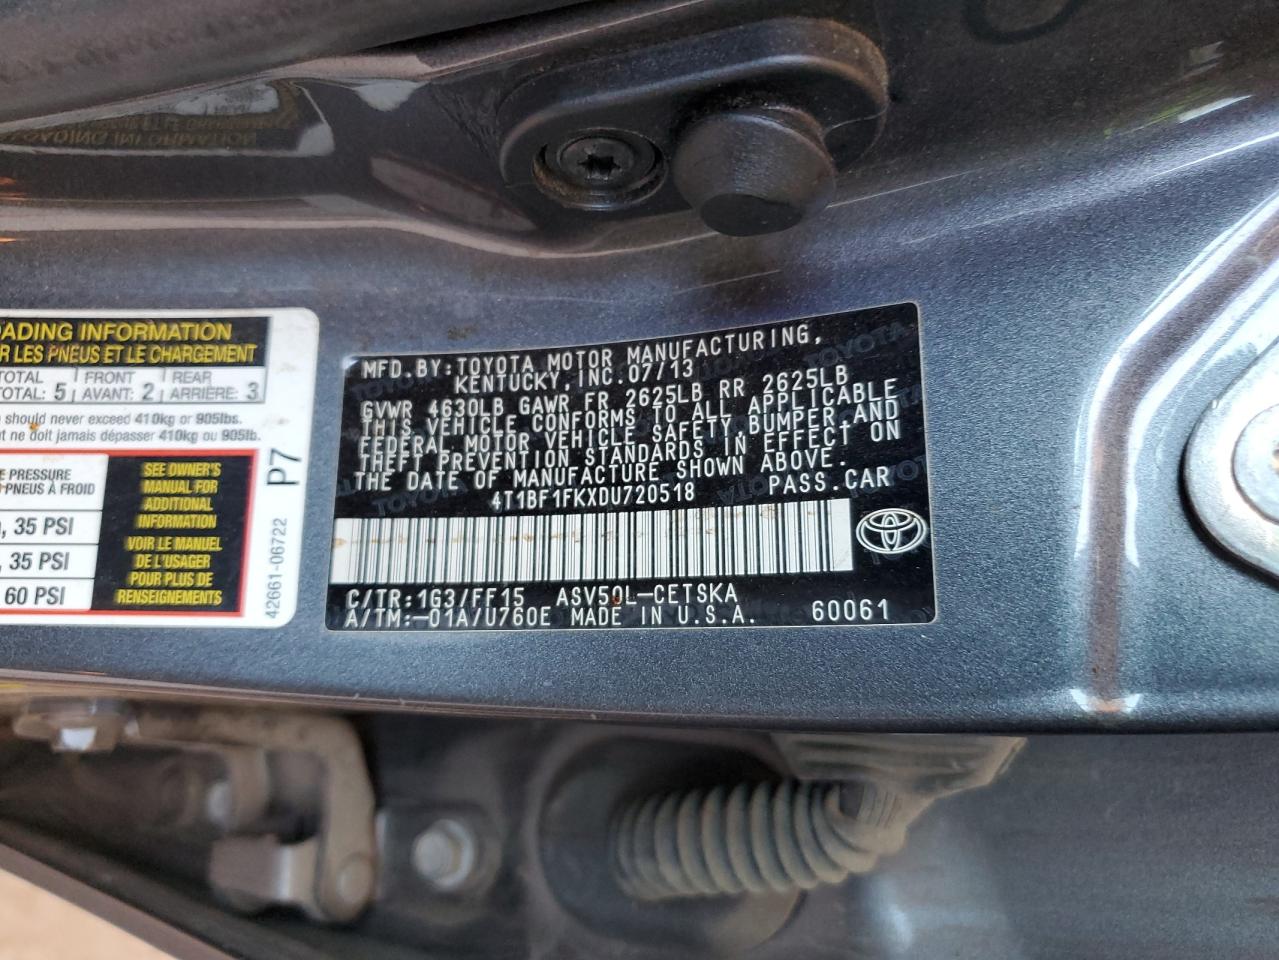 OADING INFORMATION
R LES PNEUS ET LE CHARGEMENT
TOTAL 5 FRONT 2 REAR 3
TOTAL: AVANT: ARRIÈRE:
should never exceed 410kg or 905lbs.
t ne doit jamais dépasser 410kg ou 905lb.
E PRESSURE
PNEUS À FROID
, 35 PSI
, 35 PSI
60 PSI
SEE OWNER'S
MANUAL FOR
ADDITIONAL
INFORMATION
VOIR LE MANUEL
DE L'USAGER
POUR PLUS DE
RENSEIGNEMENTS
P7
42661-06722
MFD.BY:TOYOTA MOTOR MANUFACTURING,
KENTUCKY,INC.07/13
GVWR 4630LB GAWR FR 2625LB RR 2625LB
THIS VEHICLE CONFORMS TO ALL APPLICABLE
FEDERAL MOTOR VEHICLE SAFETY,BUMPER,AND
THEFT PREVENTION STANDARDS IN EFFECT ON
THE DATE OF MANUFACTURE SHOWN ABOVE.
4T1BF1FKXDU720518 PASS.CAR
C/TR:1G3/FF15 ASV50L-CETSKA
A/TM:-01A/U760E MADE IN U.S.A. 60061